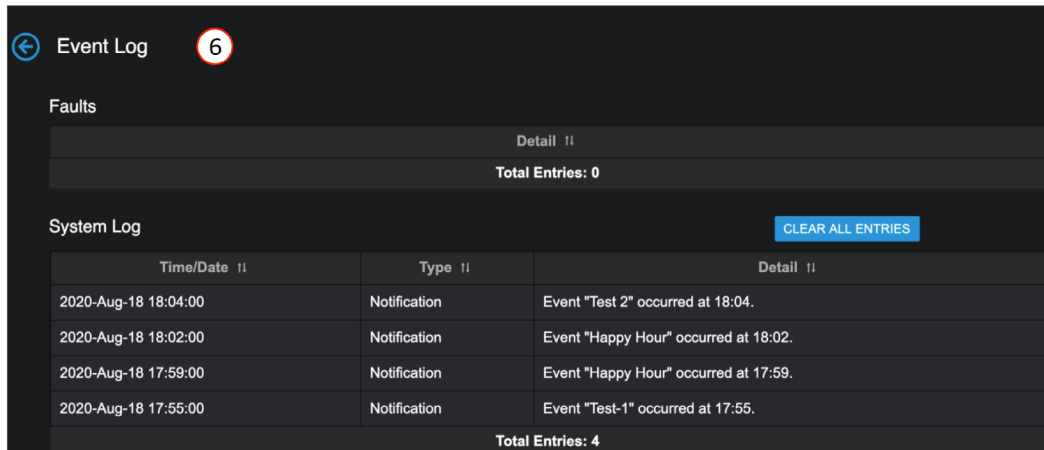 Event Log 6
Faults
Detail
Total Entries: 0
System Log CLEAR ALL ENTRIES
Time/Date Type Detail
2020-Aug-18 18:04:00 Notification Event "Test 2" occurred at 18:04.
2020-Aug-18 18:02:00 Notification Event "Happy Hour" occurred at 18:02.
2020-Aug-18 17:59:00 Notification Event "Happy Hour" occurred at 17:59.
2020-Aug-18 17:55:00 Notification Event "Test-1" occurred at 17:55.
Total Entries: 4